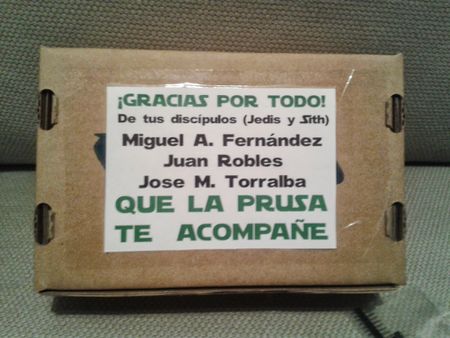 ¡GRACIAS POR TODO!
De tus discípulos (Jedis y Sith)
Miguel A. Fernández
Juan Robles
Jose M. Torralba
QUE LA PRUSA
TE ACOMPAÑE